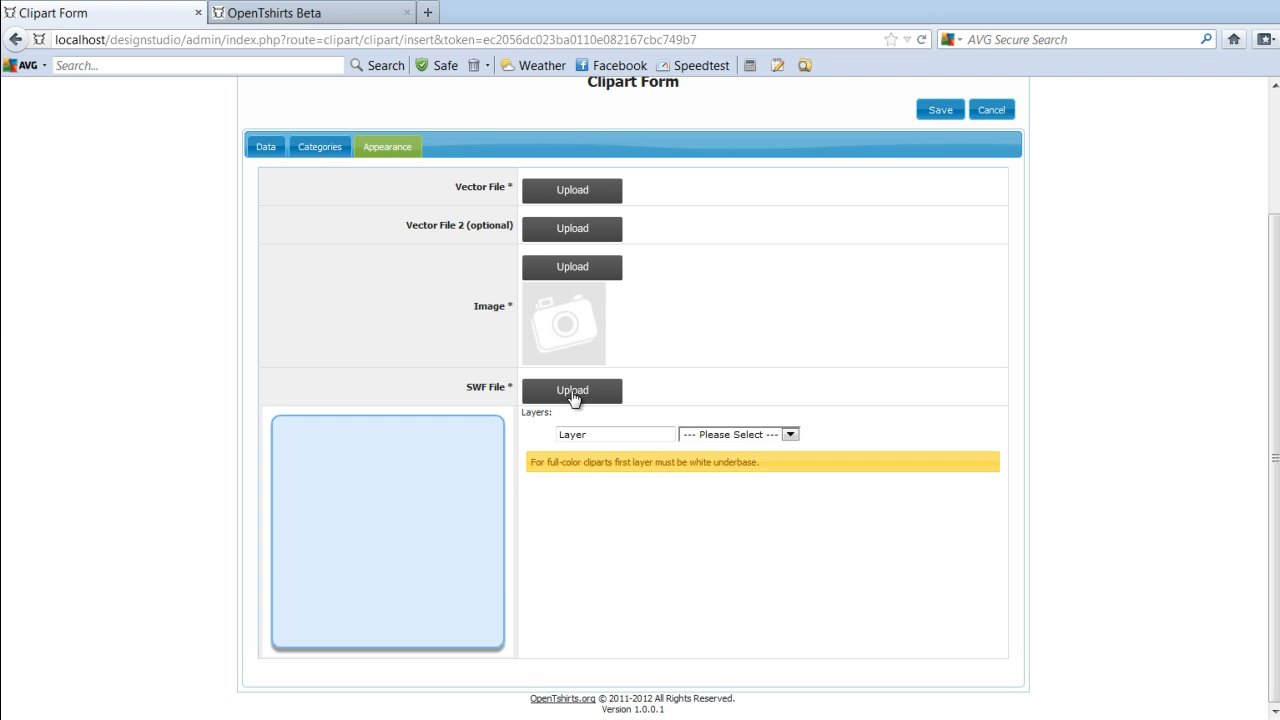 Clipart Form × OpenTshirts Beta × +
localhost/designstudio/admin/index.php?route=clipart/clipart/insert&token=ec2056dc023ba0110e082167cbc749b7 AVG Secure Search
AVG Search... Search Safe Weather Facebook Speedtest
Clipart Form
Save Cancel
Data Categories Appearance
Vector File * Upload
Vector File 2 (optional) Upload
Upload
Image *
SWF File * Upload
Layers:
Layer --- Please Select ---
For full-color cliparts first layer must be white underbase.
OpenTshirts.org © 2011-2012 All Rights Reserved.
Version 1.0.0.1